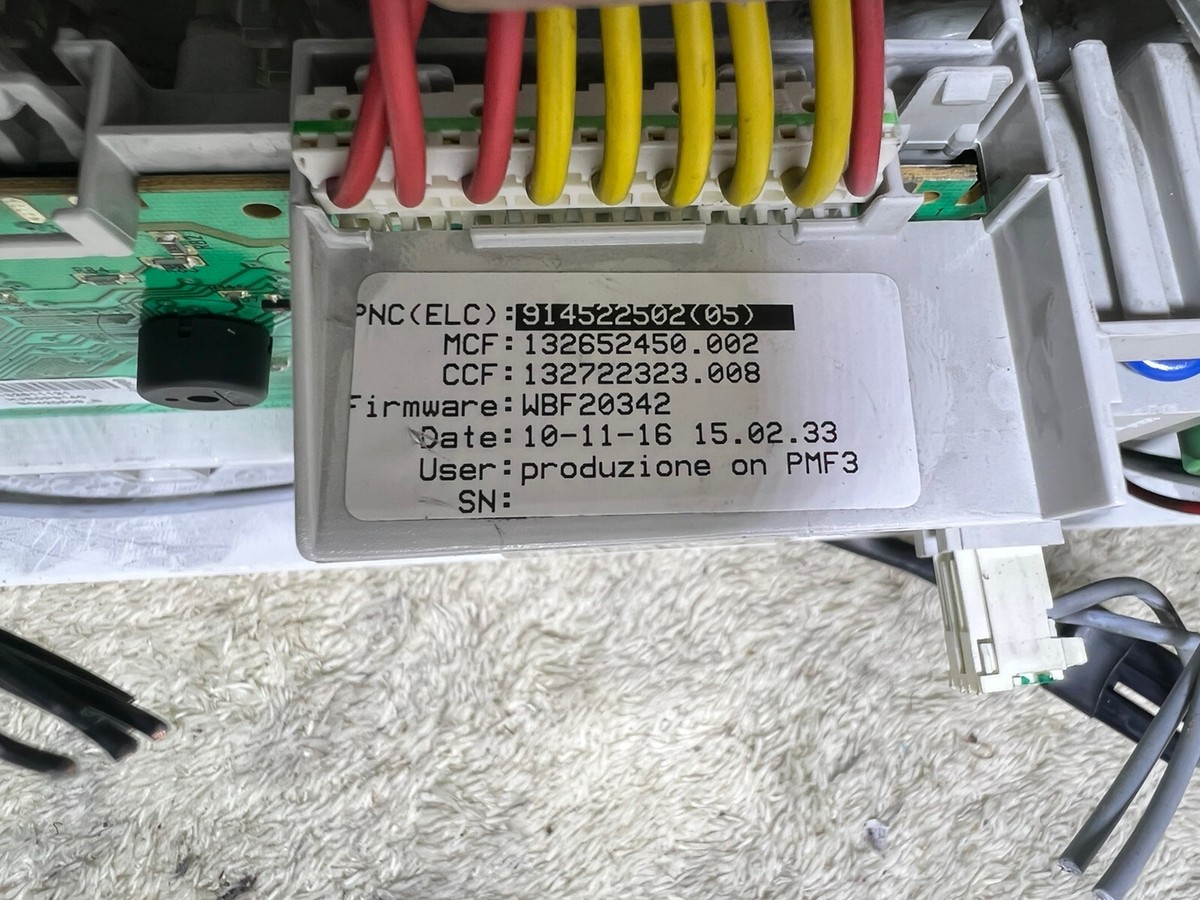 PNC(ELC):914522502(05)
MCF:132652450.002
CCF:132722323.008
Firmware:WBF20342
Date:10-11-16 15.02.33
User:produzione on PMF3
SN: